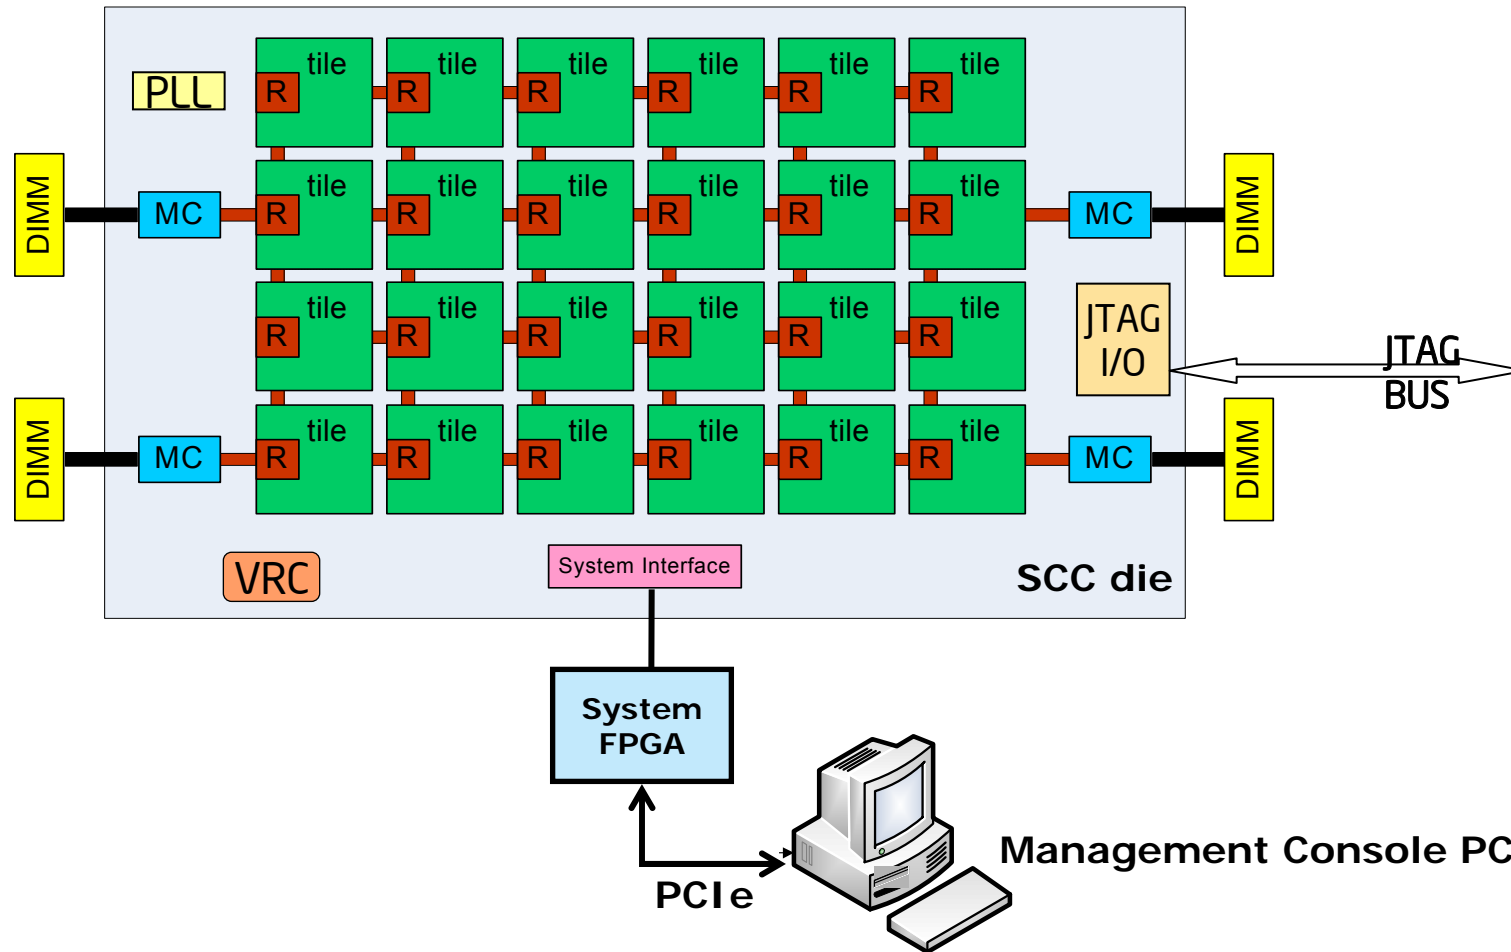 tile tile tile tile tile tile
PLL
R R R R R R
tile tile tile tile tile tile
DIMM MC R R R R R R MC DIMM
tile tile tile tile tile tile
R R R R R R
JTAG
I/O
JTAG
BUS
tile tile tile tile tile tile
DIMM MC R R R R R R MC DIMM
VRC
System Interface
SCC die
System
FPGA
Management Console PC
PCIe